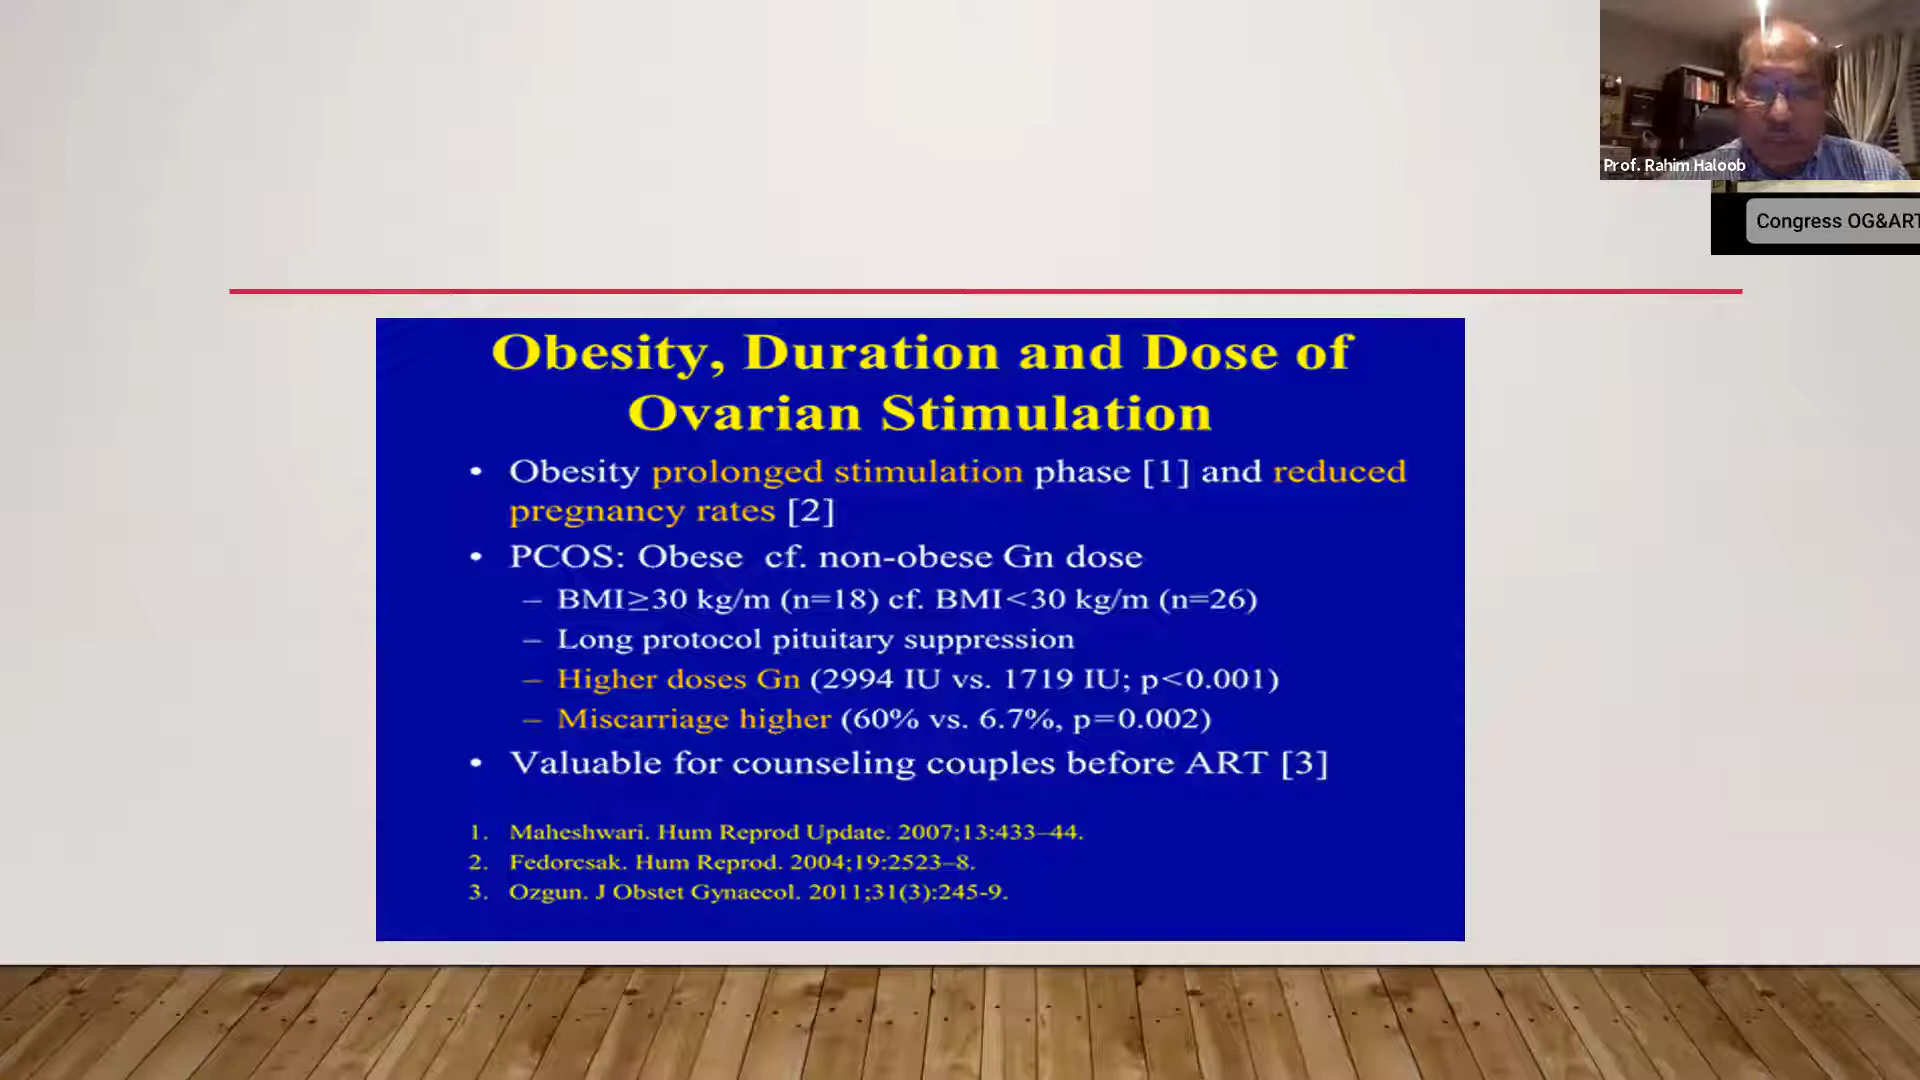 Prof. Rahim Haloob
Congress OG&ART
Obesity, Duration and Dose of
Ovarian Stimulation
• Obesity prolonged stimulation phase [1] and reduced
pregnancy rates [2]
• PCOS: Obese cf. non-obese Gn dose
– BMI≥30 kg/m (n=18) cf. BMI<30 kg/m (n=26)
– Long protocol pituitary suppression
– Higher doses Gn (2994 IU vs. 1719 IU; p<0.001)
– Miscarriage higher (60% vs. 6.7%, p=0.002)
• Valuable for counseling couples before ART [3]
1. Maheshwari. Hum Reprod Update. 2007;13:433–44.
2. Fedorcsak. Hum Reprod. 2004;19:2523–8.
3. Ozgun. J Obstet Gynaecol. 2011;31(3):245-9.